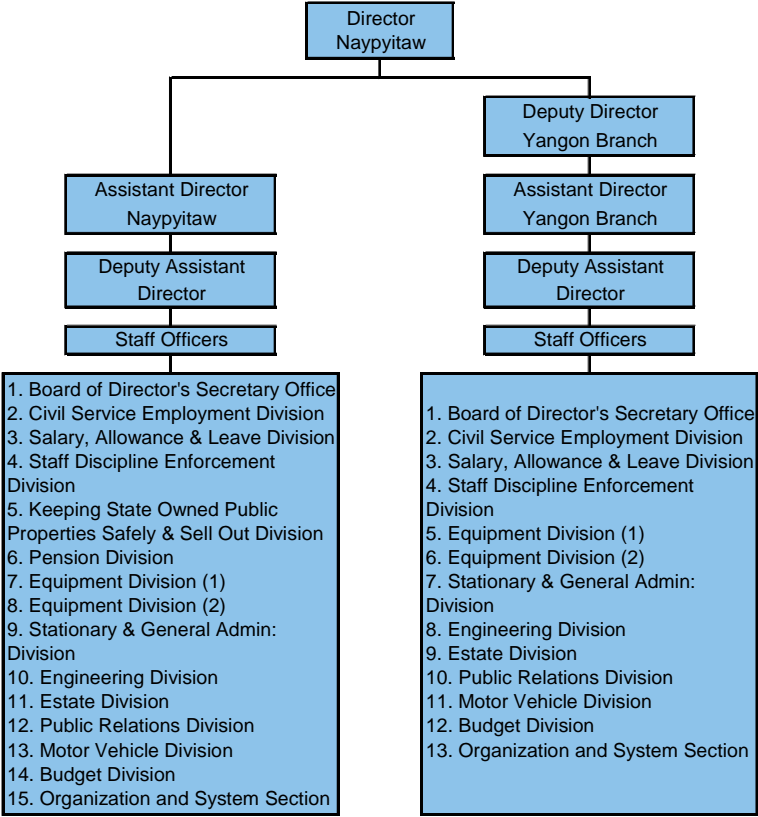 Director
Naypyitaw
Deputy Director
Yangon Branch
Assistant Director
Naypyitaw
Assistant Director
Yangon Branch
Deputy Assistant
Director
Deputy Assistant
Director
Staff Officers
Staff Officers
1. Board of Director's Secretary Office
2. Civil Service Employment Division
3. Salary, Allowance & Leave Division
4. Staff Discipline Enforcement
Division
5. Keeping State Owned Public
Properties Safely & Sell Out Division
6. Pension Division
7. Equipment Division (1)
8. Equipment Division (2)
9. Stationary & General Admin:
Division
10. Engineering Division
11. Estate Division
12. Public Relations Division
13. Motor Vehicle Division
14. Budget Division
15. Organization and System Section
1. Board of Director's Secretary Office
2. Civil Service Employment Division
3. Salary, Allowance & Leave Division
4. Staff Discipline Enforcement
Division
5. Equipment Division (1)
6. Equipment Division (2)
7. Stationary & General Admin:
Division
8. Engineering Division
9. Estate Division
10. Public Relations Division
11. Motor Vehicle Division
12. Budget Division
13. Organization and System Section